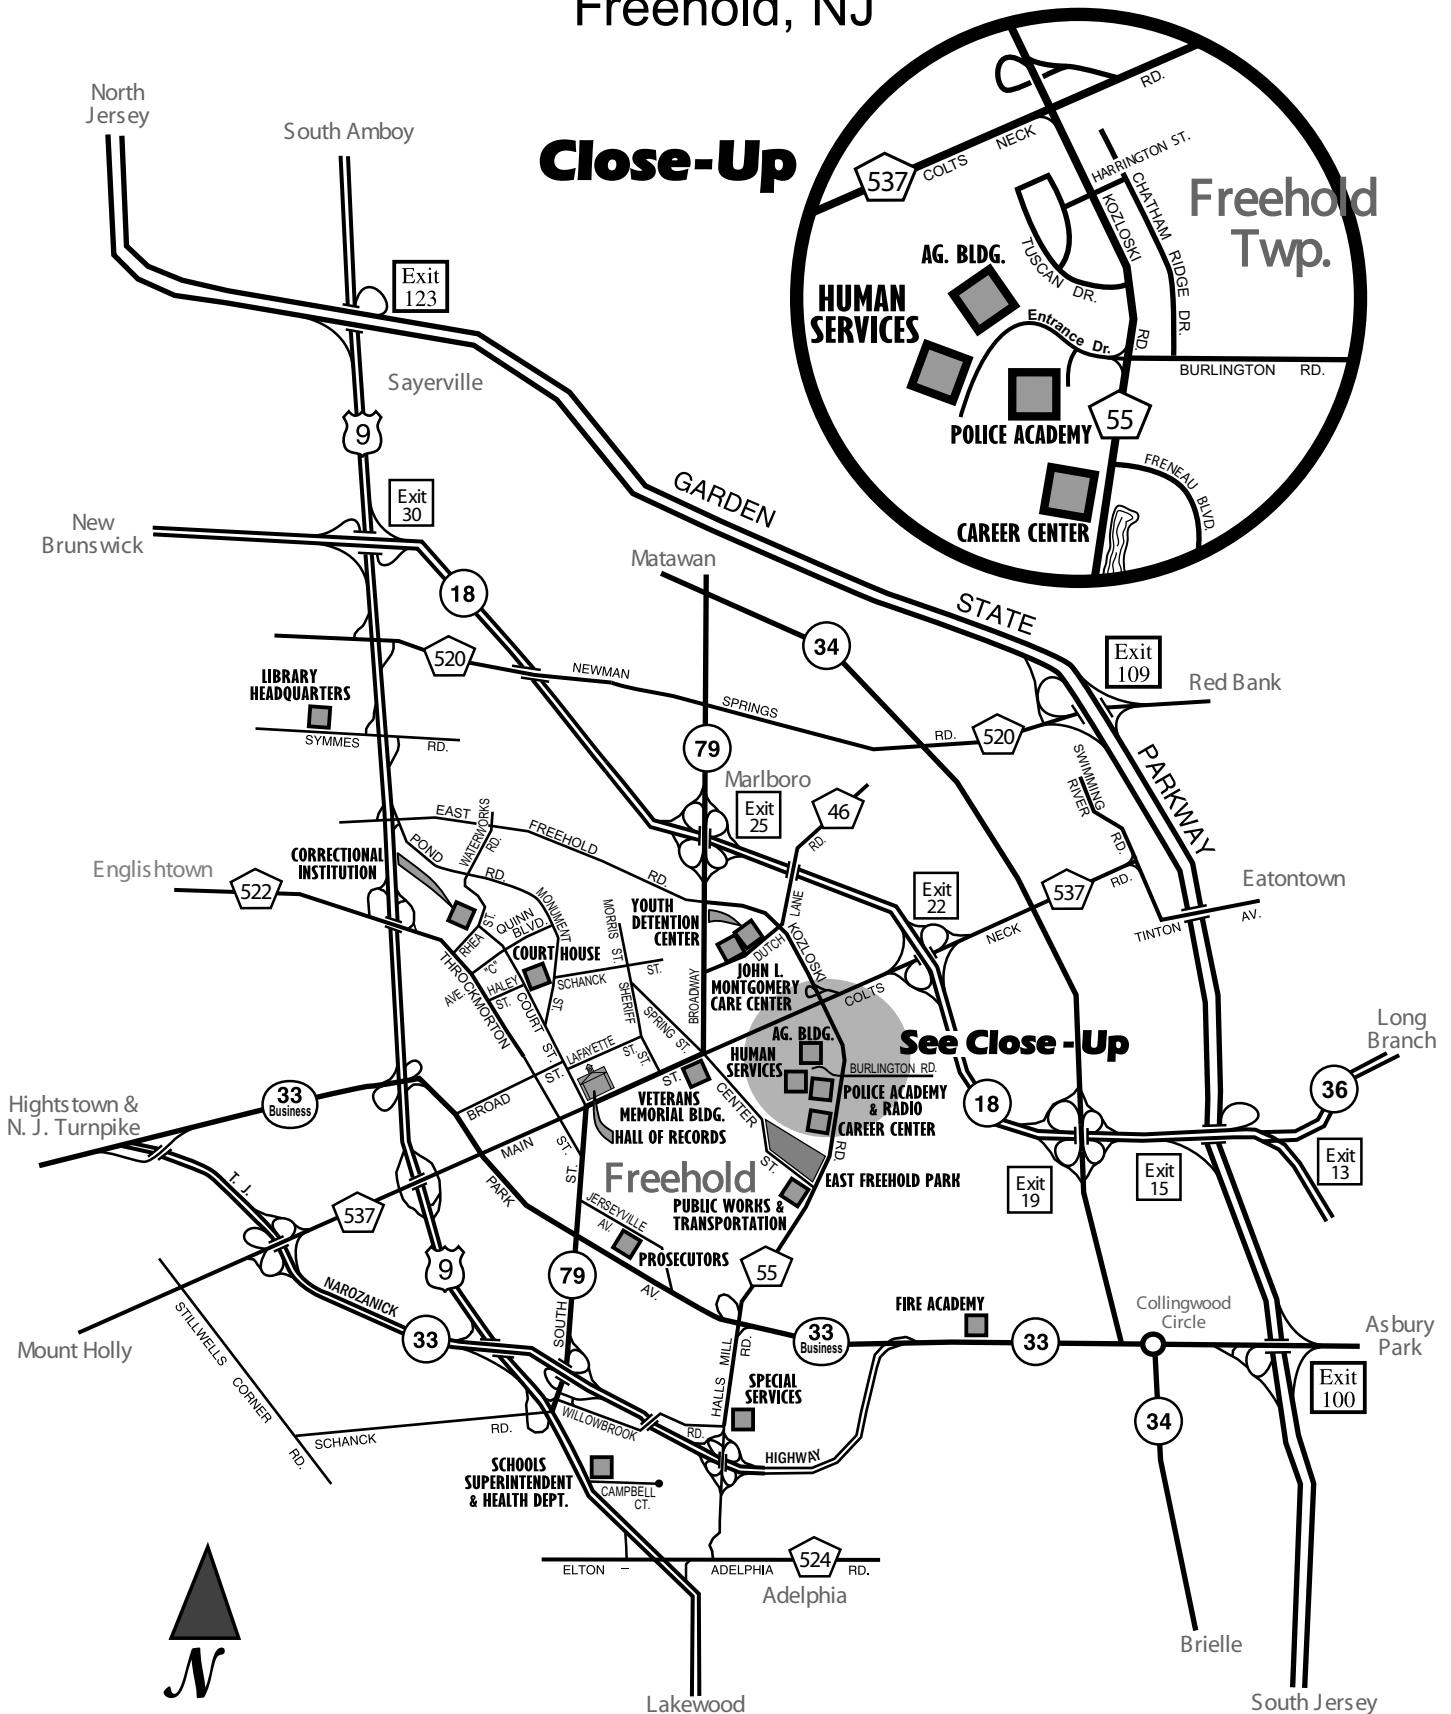 Freehold, NJ
Close-Up
RD.
NECK
COLTS
537
HARRINGTON ST.
CHATHAM RIDGE DR.
KOZLOSKI
RD.
Freehold
Twp.
TUSCAN DR.
AG. BLDG.
HUMAN
SERVICES
Entrance Dr.
BURLINGTON RD.
POLICE ACADEMY
55
FRENEAU BLVD.
CAREER CENTER
North
Jersey
South Amboy
Exit
123
Sayerville
9
Exit
30
New
Brunswick
18
GARDEN
STATE
PARKWAY
Matawan
34
520
NEWMAN
SPRINGS
RD.
520
Exit
109
Red Bank
LIBRARY
HEADQUARTERS
SYMMES RD.
79
Marlboro
Exit
25
46
RD.
SWIMMING
RIVER
RD.
EAST
FREEHOLD
RD.
WATERWORKS
RD.
POND
RD.
CORRECTIONAL
INSTITUTION
Englishtown
522
MONUMENT
ST.
QUINN
BLVD.
RHEA
ST.
"C"
HALEY
ST.
AVE.
THROCKMORTON
COURT HOUSE
COURT ST.
SCHANCK
ST.
MORRIS
ST.
SHERIFF
ST.
SPRING ST.
YOUTH
DETENTION
CENTER
DUTCH
LANE
KOZLOSKI
JOHN L.
MONTGOMERY
CARE CENTER
BROADWAY
COLTS
NECK
537
RD.
Exit
22
Eatontown
TINTON
AV.
LAFAYETTE
ST.
BROAD
ST.
AG. BLDG.
HUMAN
SERVICES
See Close - Up
BURLINGTON RD.
POLICE ACADEMY
& RADIO
CAREER CENTER
RD.
VETERANS
MEMORIAL BLDG.
HALL OF RECORDS
ST.
CENTER
ST.
EAST FREEHOLD PARK
PUBLIC WORKS &
TRANSPORTATION
Long
Branch
36
18
Exit
13
Exit
15
Exit
19
33
Business
Hightstown &
N. J. Turnpike
MAIN
ST.
ST.
PARK
AV.
Freehold
JERSEYVILLE
AV.
PROSECUTORS
T. J.
NAROZANICK
537
9
79
55
SOUTH
33
Mount Holly
STILLWELLS
CORNER
RD.
SCHANCK
RD.
33
Business
FIRE ACADEMY
33
Collingwood
Circle
Asbury
Park
Exit
100
34
HALLS MILL
RD.
SPECIAL
SERVICES
WILLOWBROOK
RD.
HIGHWAY
SCHOOLS
SUPERINTENDENT
& HEALTH DEPT.
CAMPBELL
CT.
ELTON – ADELPHIA RD.
524
Adelphia
N
Lakewood
Brielle
South Jersey